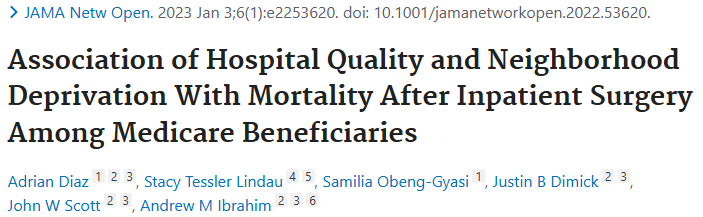 JAMA Netw Open. 2023 Jan 3;6(1):e2253620. doi: 10.1001/jamanetworkopen.2022.53620.
Association of Hospital Quality and Neighborhood
Deprivation With Mortality After Inpatient Surgery
Among Medicare Beneficiaries
Adrian Diaz 1 2 3, Stacy Tessler Lindau 4 5, Samilia Obeng-Gyasi 1, Justin B Dimick 2 3,
John W Scott 2 3, Andrew M Ibrahim 2 3 6